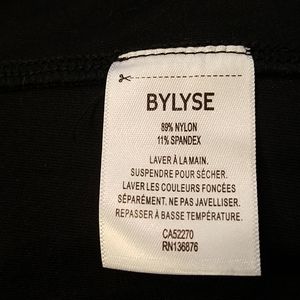 BYLYSE
89% NYLON
11% SPANDEX
LAVER À LA MAIN.
SUSPENDRE POUR SÉCHER.
LAVER LES COULEURS FONCÉES
SÉPARÉMENT. NE PAS JAVELLISER.
REPASSER À BASSE TEMPÉRATURE.
CA52270
RN136876